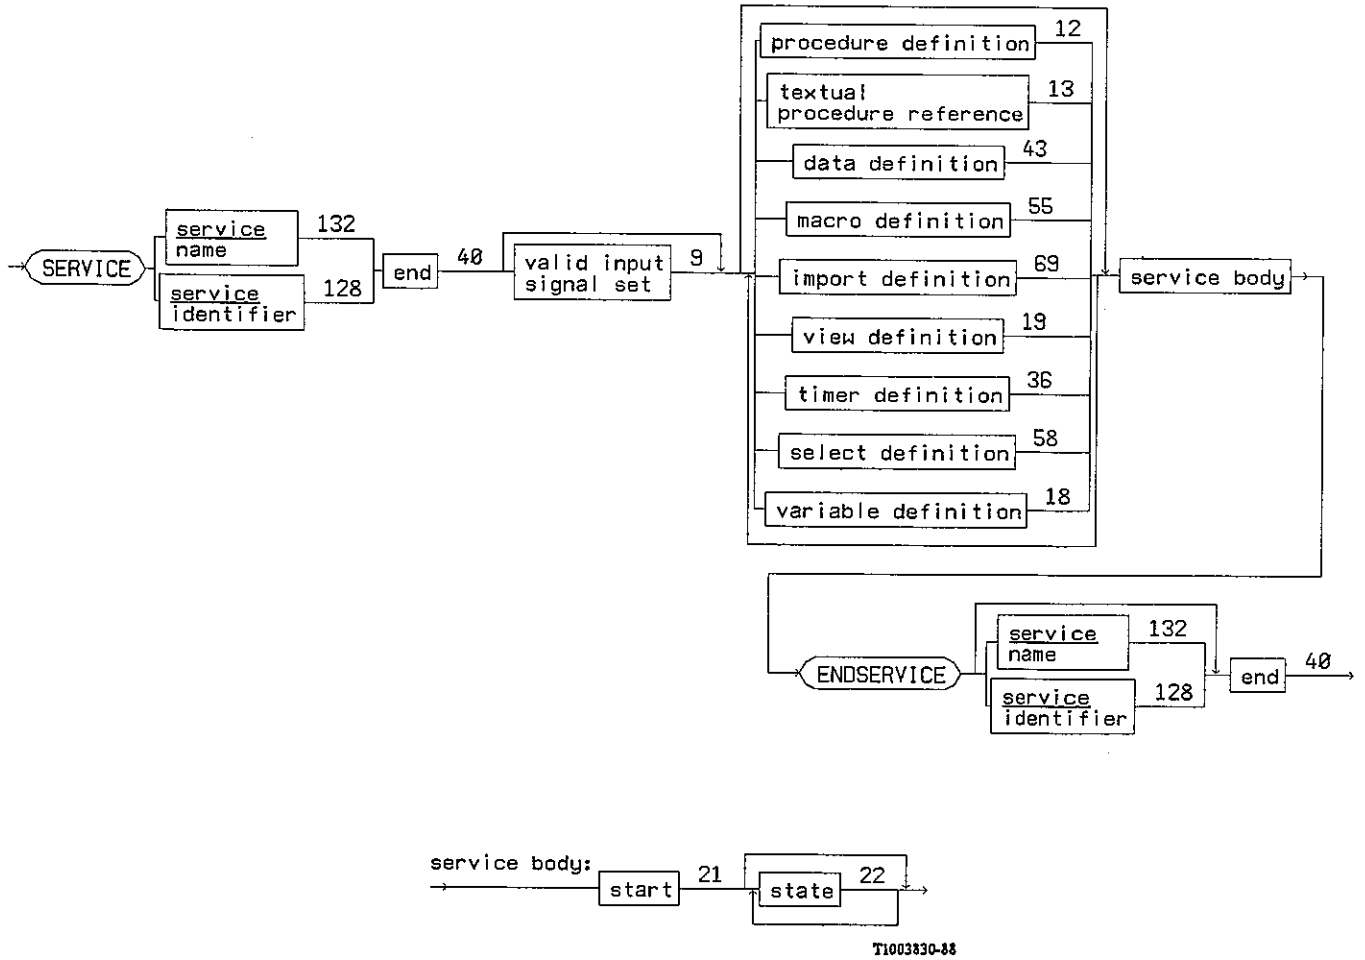 procedure definition 12
textual 13
procedure reference
data definition 43
macro definition 55
service 132
name
SERVICE
end 40
valid input 9
signal set
import definition 69
service body
service 128
identifier
view definition 19
timer definition 36
select definition 58
variable definition 18
service 132
name
ENDSERVICE
end 40
service 128
identifier
service body:
start 21
state 22
T1003830-88